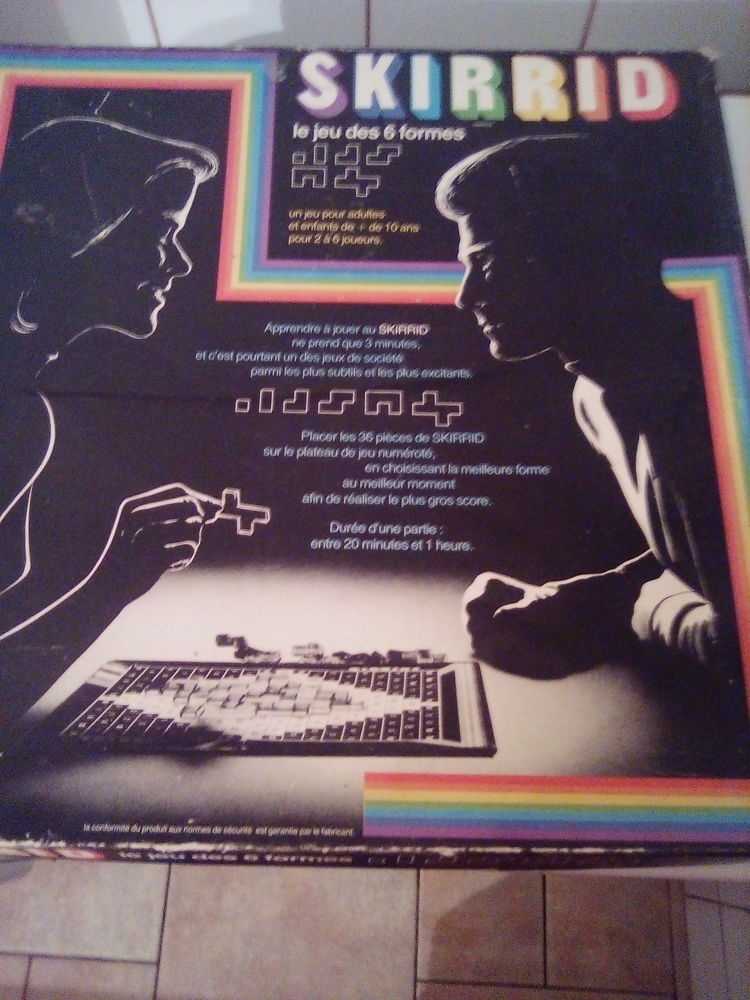 SKIRRID
le jeu des 6 formes
un jeu pour adultes
et enfants de + de 10 ans
pour 2 à 6 joueurs.
Apprendre à jouer au SKIRRID
ne prend que 3 minutes,
et c'est pourtant un des jeux de société
parmi les plus subtils et les plus excitants.
Placer les 36 pièces de SKIRRID
sur le plateau de jeu numéroté,
en choisissant la meilleure forme
au meilleur moment
afin de réaliser le plus gros score.
Durée d'une partie :
entre 20 minutes et 1 heure.
la conformité du produit aux normes de sécurité est garantie par le fabricant
le jeu des 6 formes